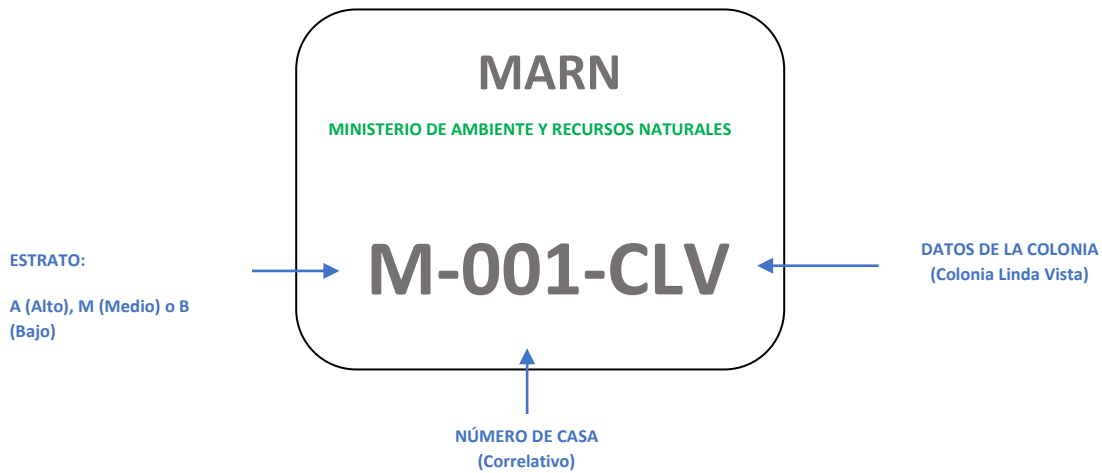 MARN
MINISTERIO DE AMBIENTE Y RECURSOS NATURALES
ESTRATO:
A (Alto), M (Medio) o B
(Bajo)
M-001-CLV
DATOS DE LA COLONIA
(Colonia Linda Vista)
NÚMERO DE CASA
(Correlativo)